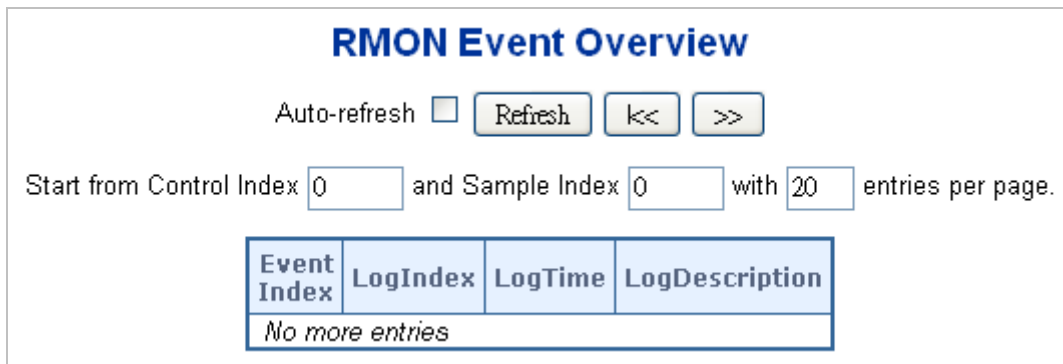 RMON Event Overview
Auto-refresh Refresh |<< >>
Start from Control Index 0 and Sample Index 0 with 20 entries per page.
Event Index LogIndex LogTime LogDescription
No more entries